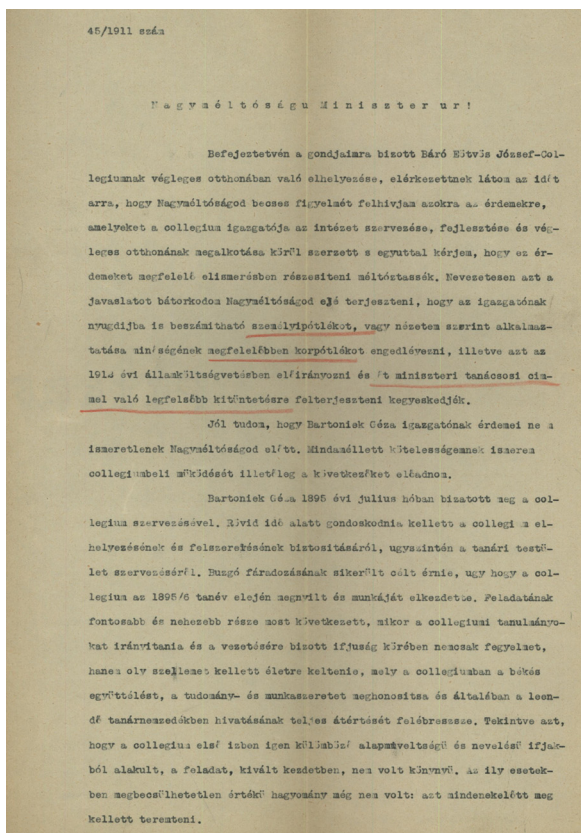 45/1911 szám
Nagyméltóságu Miniszter ur!
Befejeztetvén a gondjaimra bizott Báró Eötvös József-Col-
legiumnak végleges otthonában való elhelyezése, elérkezettnek látom az időt
arra, hogy Nagyméltóságod becses figyelmét felhivjam azokra az érdemekre,
amelyeket a collegium igazgatója az intézet szervezése, fejlesztése és vég-
leges otthonának megalkotása körül szerzett s egyuttal kérjem, hogy ez ér-
demeket megfelelő elismerésben részesiteni méltóztassék. Nevezetesen azt a
javaslatot bátorkodom Nagyméltóságod elé terjeszteni, hogy az igazgatónak
nyugdijba is beszámitható személyipótlékot, vagy nézetem szerint alkalmaz-
tatása minőségének megfelelőbben korpótlékot engedélyezni, illetve azt az
1913 évi államköltségvetésben előirányozni és őt miniszteri tanácsosi cim-
mel való legfelsőbb kitüntetésre felterjeszteni kegyeskedjék.
Jól tudom, hogy Bartoniek Géza igazgatónak érdemei nem
ismeretlenek Nagyméltóságod előtt. Mindamellett kötelességemnek ismerem
collegiumbeli működését illetőleg a következőket előadnom.
Bartoniek Géza 1895 évi julius hóban bizatott meg a col-
legium szervezésével. Rövid idő alatt gondoskodnia kellett a collegium el-
helyezésének és felszerelésének biztositásáról, ugyszintén a tanári testü-
let szervezéséről. Buzgó fáradozásának sikerült célt érnie, ugy hogy a col-
legium az 1895/6 tanév elején megnyilt és munkáját elkezdette. Feladatának
fontosabb és nehezebb része most következett, mikor a collegiumi tanulmányo-
kat irányitania és a vezetésére bizott ifjuság körében nemcsak fegyelmet,
hanem oly szellemet kellett életre keltenie, mely a collegiumban a békés
együttélést, a tudomány- és munkaszeretet meghonositsa és általában a leen-
dő tanárnemzedékben hivatásának teljes átértését felébreszsze. Tekintve azt,
hogy a collegium első izben igen külömböző alapműveltségü és nevelésü ifjak-
ból alakult, a feladat, kivált kezdetben, nem volt könnyü. Az ily esetek-
ben megbecsülhetetlen értékü hagyomány még nem volt: azt mindenekelőtt meg
kellett teremteni.